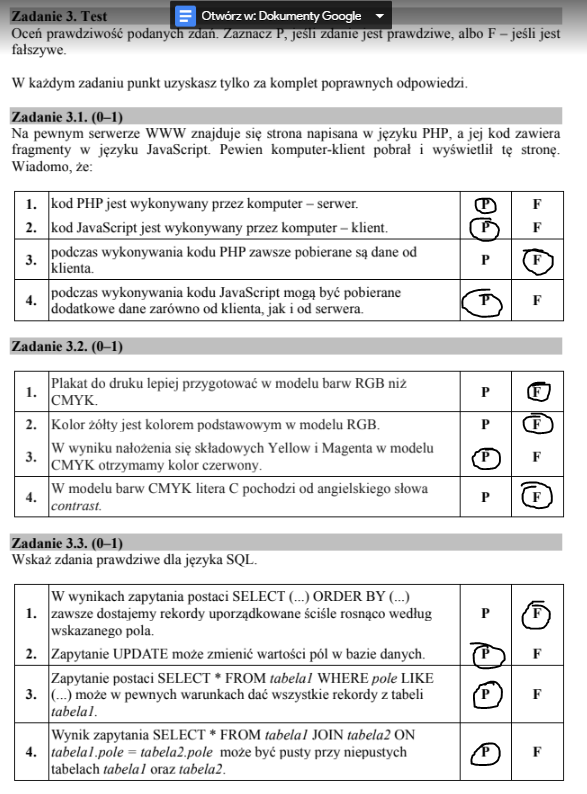 Zadanie 3. Test
Otwórz w: Dokumenty Google
Oceń prawdziwość podanych zdań. Zaznacz P, jeśli zdanie jest prawdziwe, albo F – jeśli jest
fałszywe.
W każdym zadaniu punkt uzyskasz tylko za komplet poprawnych odpowiedzi.
Zadanie 3.1. (0–1)
Na pewnym serwerze WWW znajduje się strona napisana w języku PHP, a jej kod zawiera
fragmenty w języku JavaScript. Pewien komputer-klient pobrał i wyświetlił tę stronę.
Wiadomo, że:
1. kod PHP jest wykonywany przez komputer – serwer. P F
2. kod JavaScript jest wykonywany przez komputer – klient. P F
3. podczas wykonywania kodu PHP zawsze pobierane są dane od
klienta. P F
4. podczas wykonywania kodu JavaScript mogą być pobierane
dodatkowe dane zarówno od klienta, jak i od serwera. P F
Zadanie 3.2. (0–1)
1. Plakat do druku lepiej przygotować w modelu barw RGB niż
CMYK. P F
2. Kolor żółty jest kolorem podstawowym w modelu RGB. P F
3. W wyniku nałożenia się składowych Yellow i Magenta w modelu
CMYK otrzymamy kolor czerwony. P F
4. W modelu barw CMYK litera C pochodzi od angielskiego słowa
contrast. P F
Zadanie 3.3. (0–1)
Wskaż zdania prawdziwe dla języka SQL.
1. W wynikach zapytania postaci SELECT (...) ORDER BY (...)
zawsze dostajemy rekordy uporządkowane ściśle rosnąco według
wskazanego pola. P F
2. Zapytanie UPDATE może zmienić wartości pól w bazie danych. P F
3. Zapytanie postaci SELECT * FROM tabela1 WHERE pole LIKE
(...) może w pewnych warunkach dać wszystkie rekordy z tabeli
tabela1. P F
4. Wynik zapytania SELECT * FROM tabela1 JOIN tabela2 ON
tabela1.pole = tabela2.pole może być pusty przy niepustych
tabelach tabela1 oraz tabela2. P F